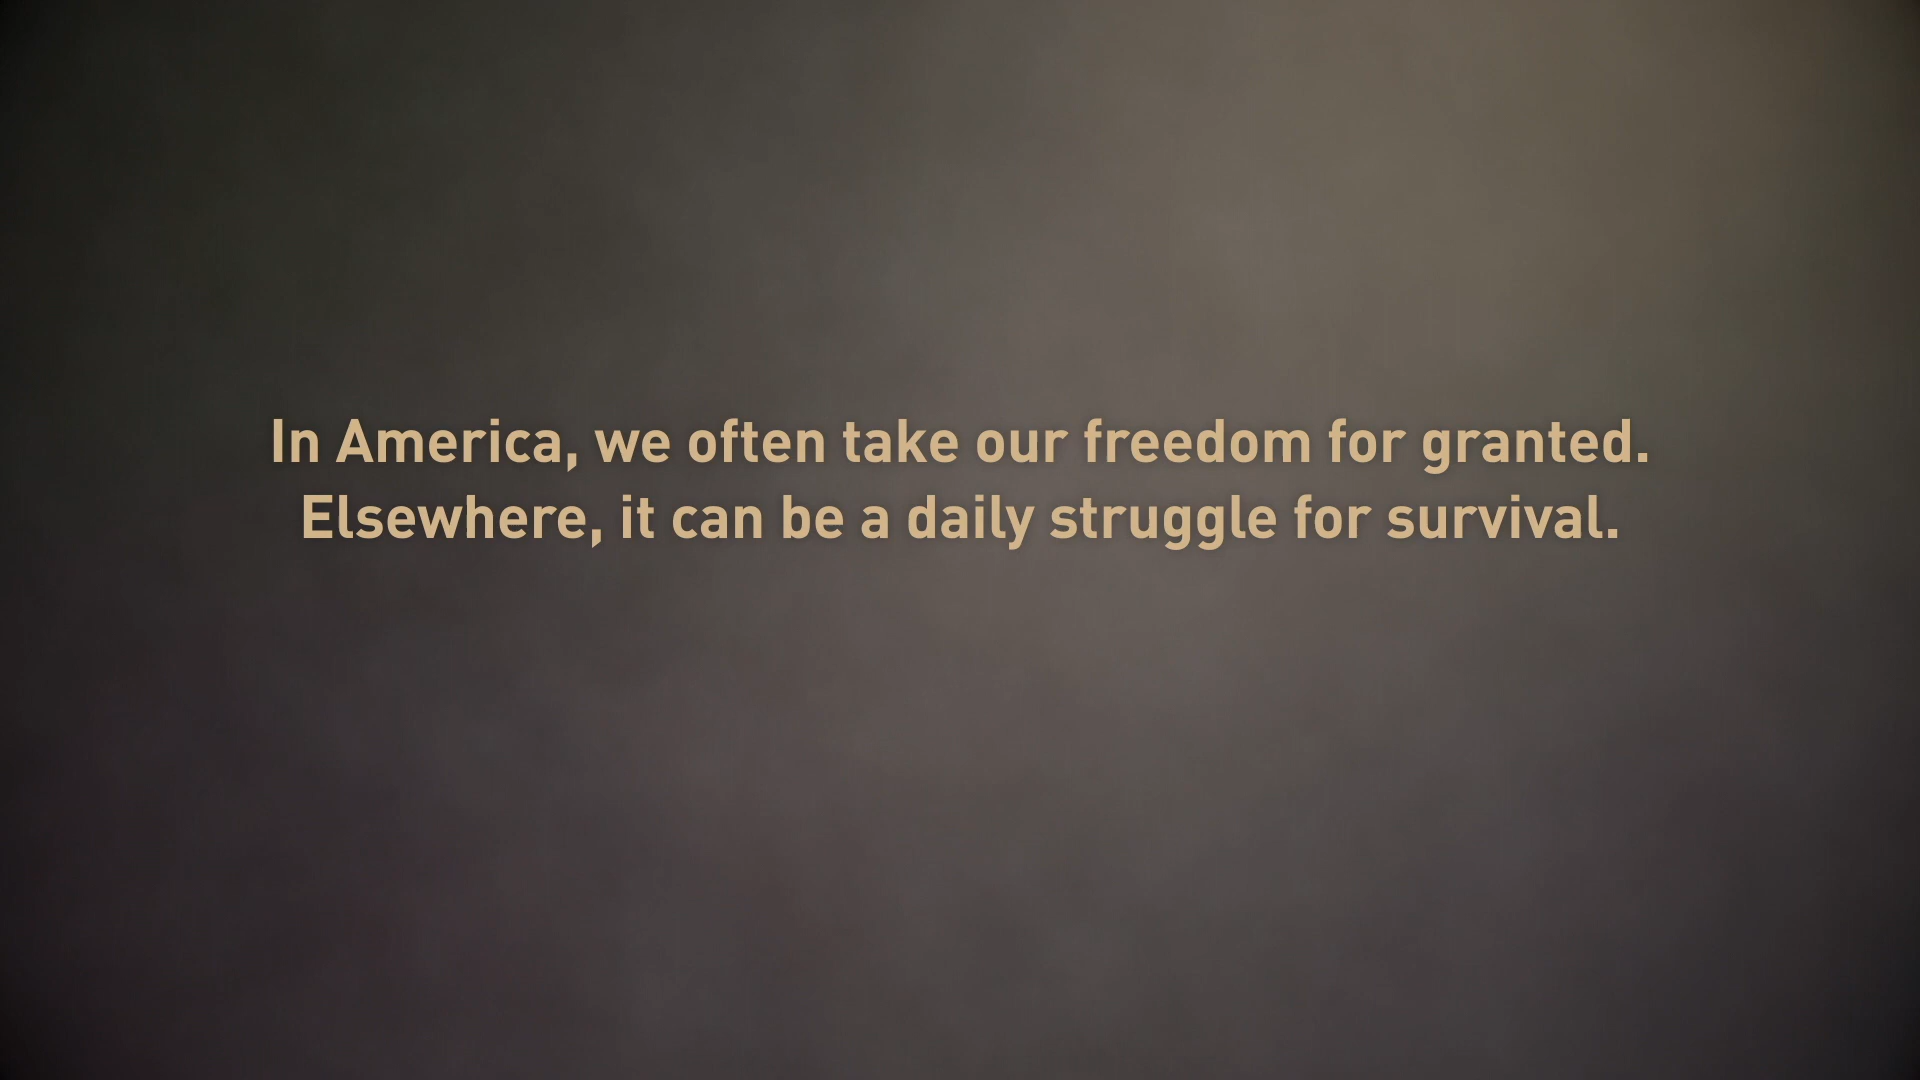 In America, we often take our freedom for granted.
Elsewhere, it can be a daily struggle for survival.